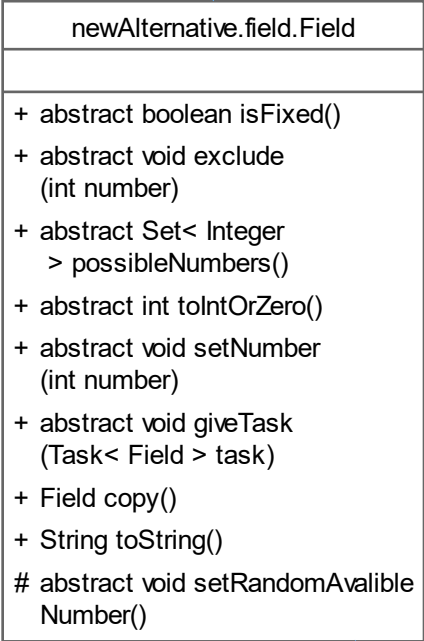 newAlternative.field.Field
+ abstract boolean isFixed()
+ abstract void exclude
(int number)
+ abstract Set< Integer
> possibleNumbers()
+ abstract int toIntOrZero()
+ abstract void setNumber
(int number)
+ abstract void giveTask
(Task< Field > task)
+ Field copy()
+ String toString()
# abstract void setRandomAvalible
Number()